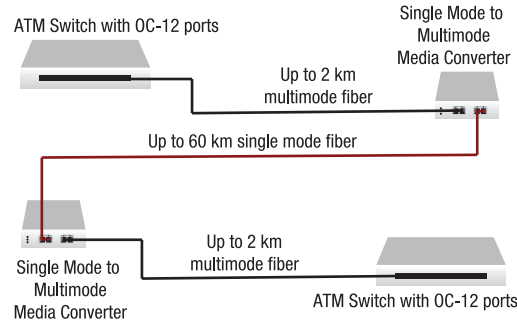 ATM Switch with OC-12 ports
Single Mode to
Multimode
Media Converter
Up to 2 km
multimode fiber
Up to 60 km single mode fiber
Single Mode to
Multimode
Media Converter
Up to 2 km
multimode fiber
ATM Switch with OC-12 ports